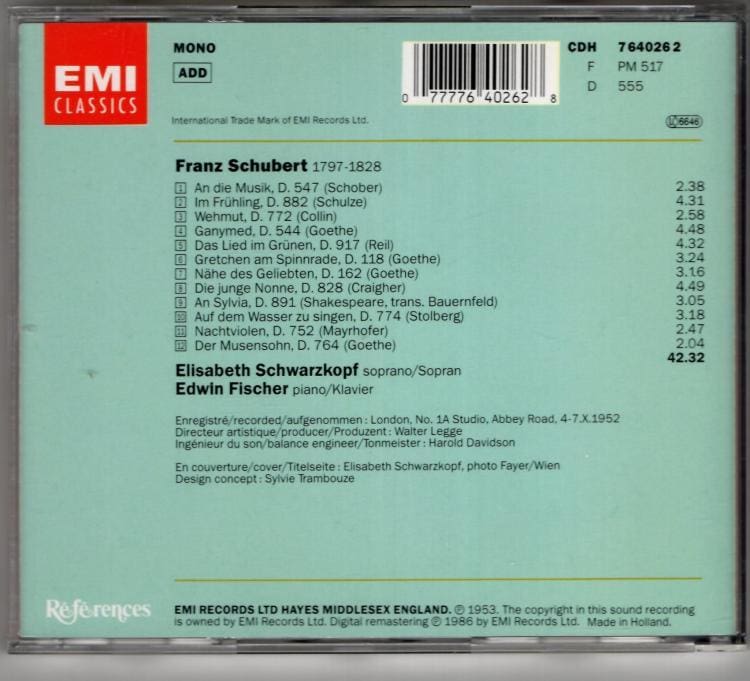 EMI
CLASSICS
MONO
ADD
International Trade Mark of EMI Records Ltd.
0 77776 40262 8
CDH 7 64026 2
F PM 517
D 555
6646
Franz Schubert 1797-1828
1 An die Musik, D. 547 (Schober) 2.38
2 Im Frühling, D. 882 (Schulze) 4.31
3 Wehmut, D. 772 (Collin) 2.58
4 Ganymed, D. 544 (Goethe) 4.48
5 Das Lied im Grünen, D. 917 (Reil) 4.32
6 Gretchen am Spinnrade, D. 118 (Goethe) 3.24
7 Nähe des Geliebten, D. 162 (Goethe) 3.16
8 Die junge Nonne, D. 828 (Craigher) 4.49
9 An Sylvia, D. 891 (Shakespeare, trans. Bauernfeld) 3.05
10 Auf dem Wasser zu singen, D. 774 (Stolberg) 3.18
11 Nachtviolen, D. 752 (Mayrhofer) 2.47
12 Der Musensohn, D. 764 (Goethe) 2.04
42.32
Elisabeth Schwarzkopf soprano/Sopran
Edwin Fischer piano/Klavier
Enregistré/recorded/aufgenommen : London, No. 1A Studio, Abbey Road, 4-7.X.1952
Directeur artistique/producer/Produzent : Walter Legge
Ingénieur du son/balance engineer/Tonmeister : Harold Davidson
En couverture/cover/Titelseite : Elisabeth Schwarzkopf, photo Fayer/Wien
Design concept : Sylvie Trambouze
Références
EMI RECORDS LTD HAYES MIDDLESEX ENGLAND. ℗ 1953. The copyright in this sound recording
is owned by EMI Records Ltd. Digital remastering ℗ 1986 by EMI Records Ltd. Made in Holland.